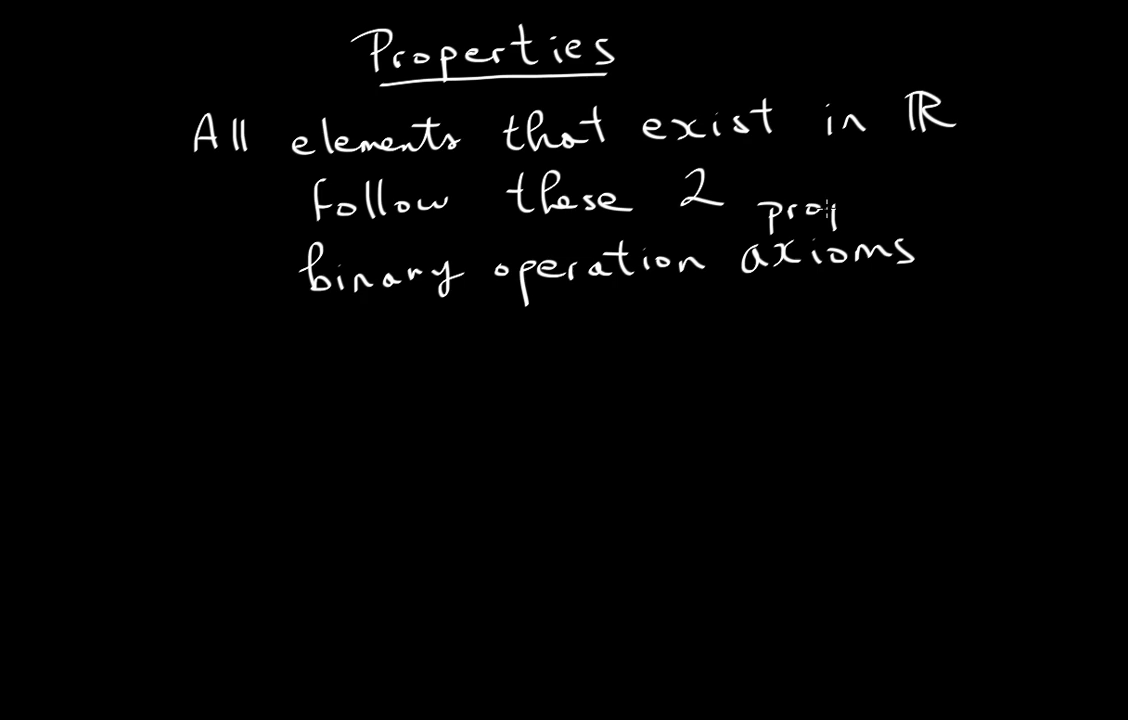 Properties
All elements that exist in ℝ
follow these 2 prop
binary operation axioms